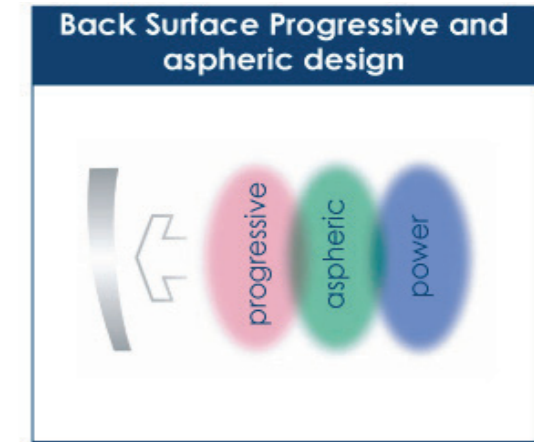 Back Surface Progressive and
aspheric design
progressive
aspheric
power